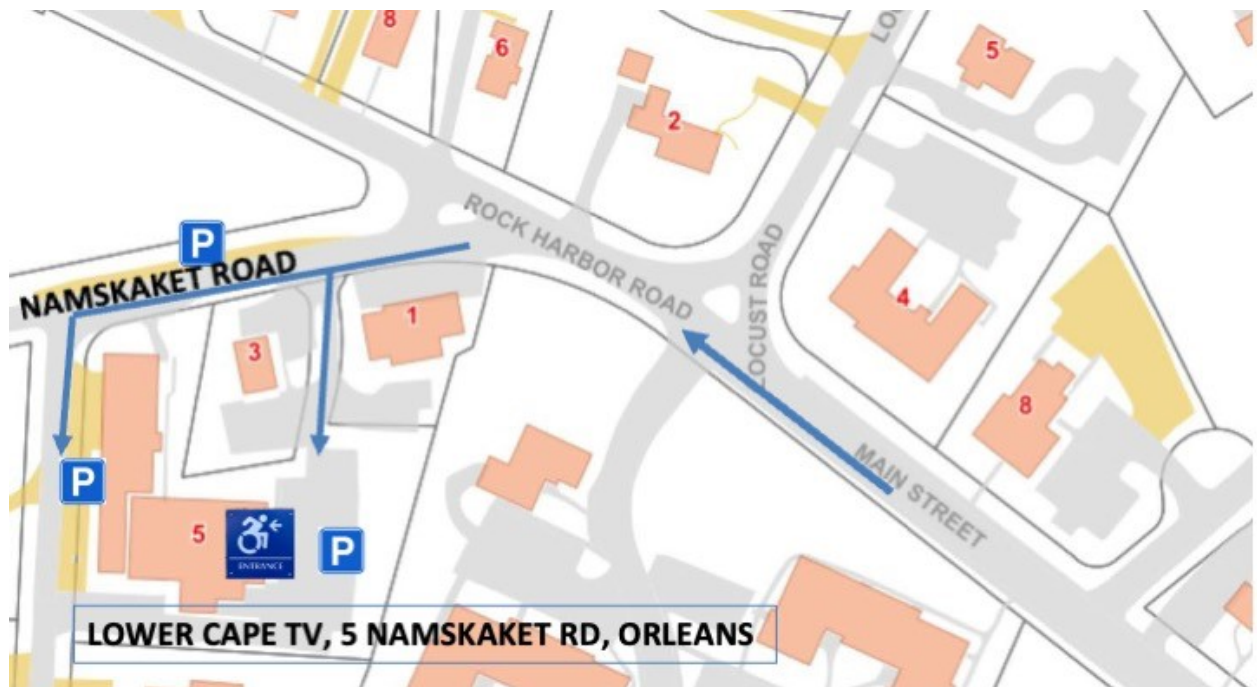 8
6
5
2
LOC
P
ROCK HARBOR ROAD
NAMSKAKET ROAD
LOCUST ROAD
4
1
3
8
MAIN STREET
P
5
ENTRANCE
P
LOWER CAPE TV, 5 NAMSKAKET RD, ORLEANS